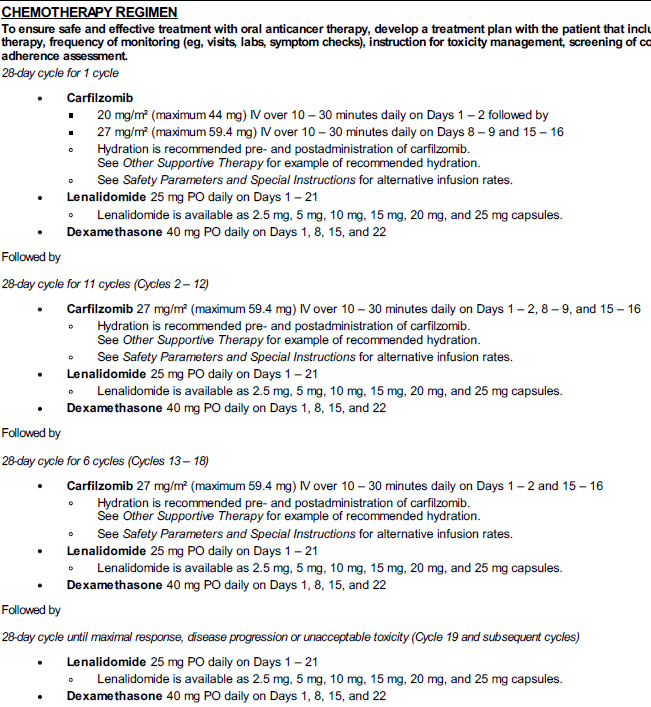 CHEMOTHERAPY REGIMEN
To ensure safe and effective treatment with oral anticancer therapy, develop a treatment plan with the patient that
therapy, frequency of monitoring (eg, visits, labs, symptom checks), instruction for toxicity management, screening of
adherence assessment.
28-day cycle for 1 cycle
• Carfilzomib
▪ 20 mg/m² (maximum 44 mg) IV over 10 – 30 minutes daily on Days 1 – 2 followed by
▪ 27 mg/m² (maximum 59.4 mg) IV over 10 – 30 minutes daily on Days 8 – 9 and 15 – 16
○ Hydration is recommended pre- and postadministration of carfilzomib.
See Other Supportive Therapy for example of recommended hydration.
○ See Safety Parameters and Special Instructions for alternative infusion rates.
• Lenalidomide 25 mg PO daily on Days 1 – 21
○ Lenalidomide is available as 2.5 mg, 5 mg, 10 mg, 15 mg, 20 mg, and 25 mg capsules.
• Dexamethasone 40 mg PO daily on Days 1, 8, 15, and 22
Followed by
28-day cycle for 11 cycles (Cycles 2 – 12)
• Carfilzomib 27 mg/m² (maximum 59.4 mg) IV over 10 – 30 minutes daily on Days 1 – 2, 8 – 9, and 15 – 16
○ Hydration is recommended pre- and postadministration of carfilzomib.
See Other Supportive Therapy for example of recommended hydration.
○ See Safety Parameters and Special Instructions for alternative infusion rates.
• Lenalidomide 25 mg PO daily on Days 1 – 21
○ Lenalidomide is available as 2.5 mg, 5 mg, 10 mg, 15 mg, 20 mg, and 25 mg capsules.
• Dexamethasone 40 mg PO daily on Days 1, 8, 15, and 22
Followed by
28-day cycle for 6 cycles (Cycles 13 – 18)
• Carfilzomib 27 mg/m² (maximum 59.4 mg) IV over 10 – 30 minutes daily on Days 1 – 2 and 15 – 16
○ Hydration is recommended pre- and postadministration of carfilzomib.
See Other Supportive Therapy for example of recommended hydration.
○ See Safety Parameters and Special Instructions for alternative infusion rates.
• Lenalidomide 25 mg PO daily on Days 1 – 21
○ Lenalidomide is available as 2.5 mg, 5 mg, 10 mg, 15 mg, 20 mg, and 25 mg capsules.
• Dexamethasone 40 mg PO daily on Days 1, 8, 15, and 22
Followed by
28-day cycle until maximal response, disease progression or unacceptable toxicity (Cycle 19 and subsequent cycles)
• Lenalidomide 25 mg PO daily on Days 1 – 21
○ Lenalidomide is available as 2.5 mg, 5 mg, 10 mg, 15 mg, 20 mg, and 25 mg capsules.
• Dexamethasone 40 mg PO daily on Days 1, 8, 15, and 22